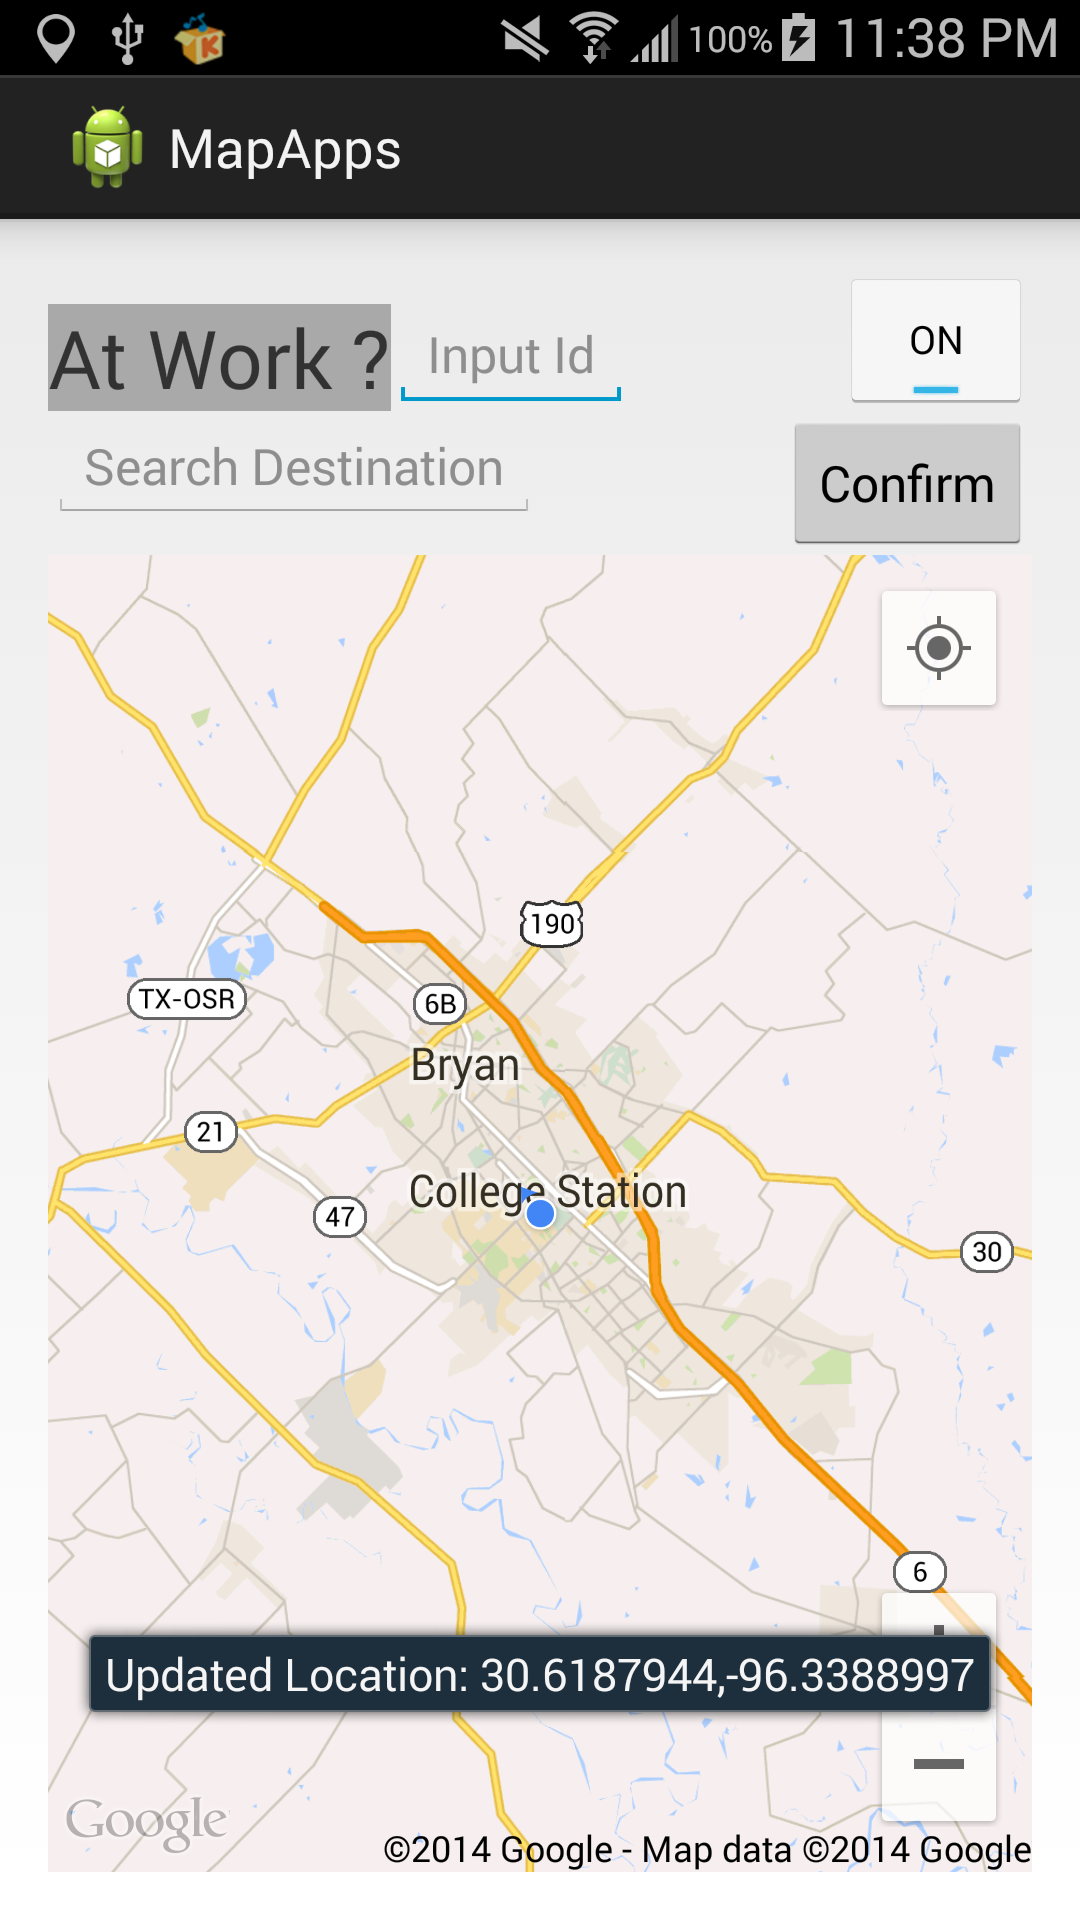 100% 11:38 PM
MapApps
At Work ? Input Id ON
Search Destination Confirm
190
TX-OSR
6B
Bryan
21
College Station
47
30
6
Updated Location: 30.6187944,-96.3388997
Google
©2014 Google - Map data ©2014 Google